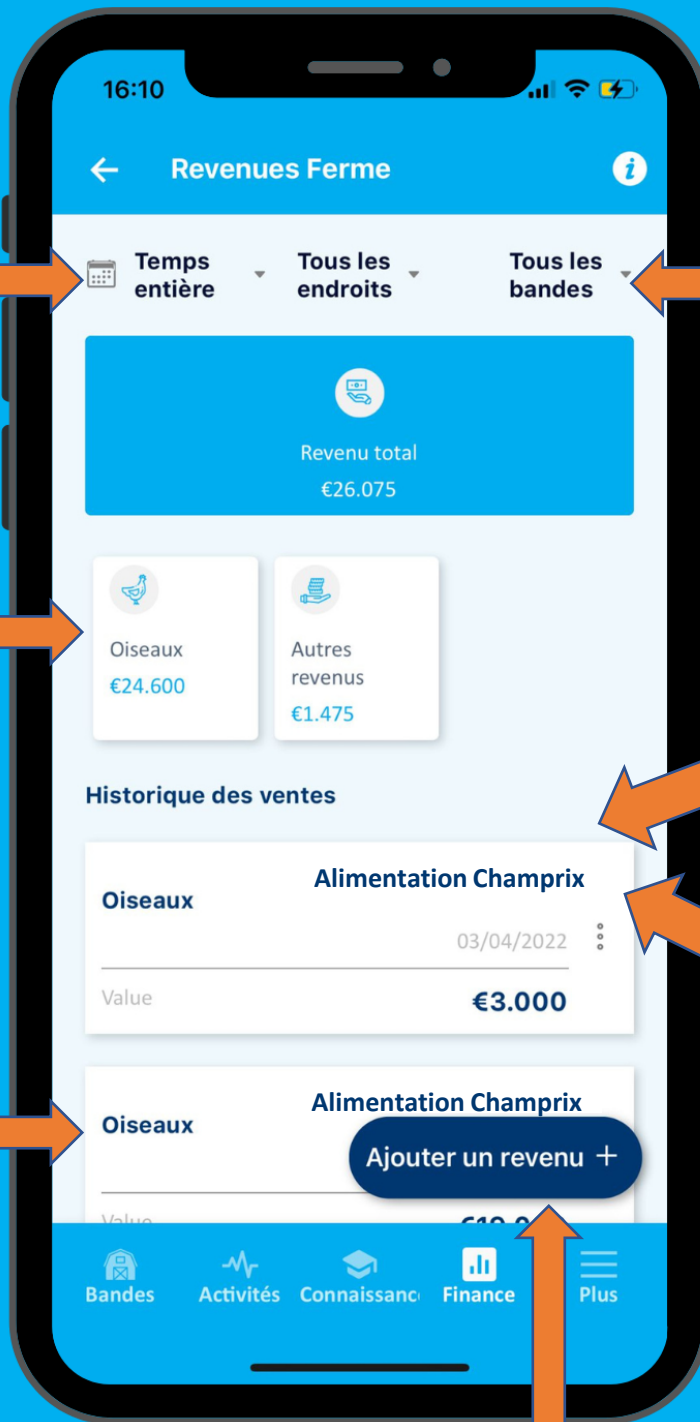 16:10
Revenues Ferme
Temps
entière
Tous les
endroits
Tous les
bandes
Revenu total
€26.075
Oiseaux
€24.600
Autres
revenus
€1.475
Historique des ventes
Alimentation Champrix
Oiseaux
03/04/2022
Value
€3.000
Alimentation Champrix
Oiseaux
Ajouter un revenu +
Value
Bandes
Activités
Connaissanc
Finance
Plus